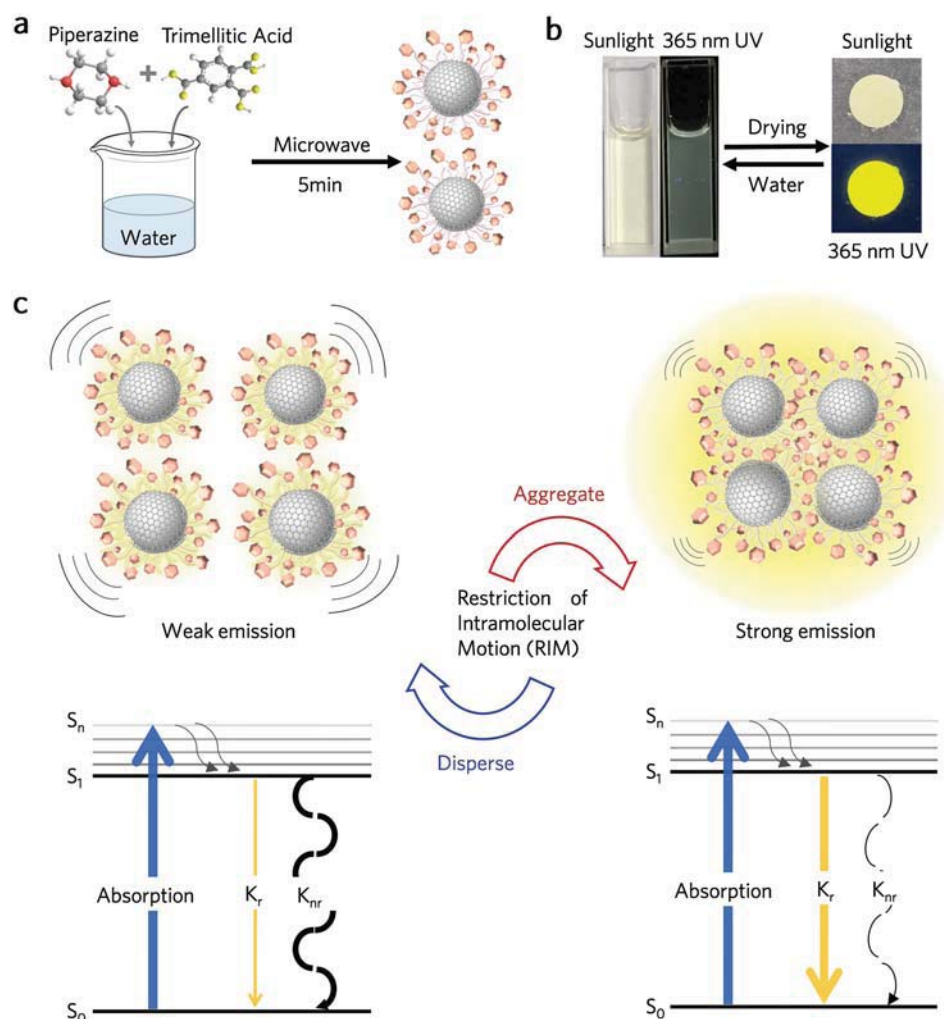 a
Piperazine
Trimellitic Acid
+
Water
Microwave
5min
b
Sunlight 365 nm UV
Drying
Water
Sunlight
365 nm UV
c
Weak emission
Aggregate
Restriction of
Intramolecular
Motion (RIM)
Disperse
Strong emission
Sn
S1
Absorption
Kr
Knr
S0
Sn
S1
Absorption
Kr
Knr
S0